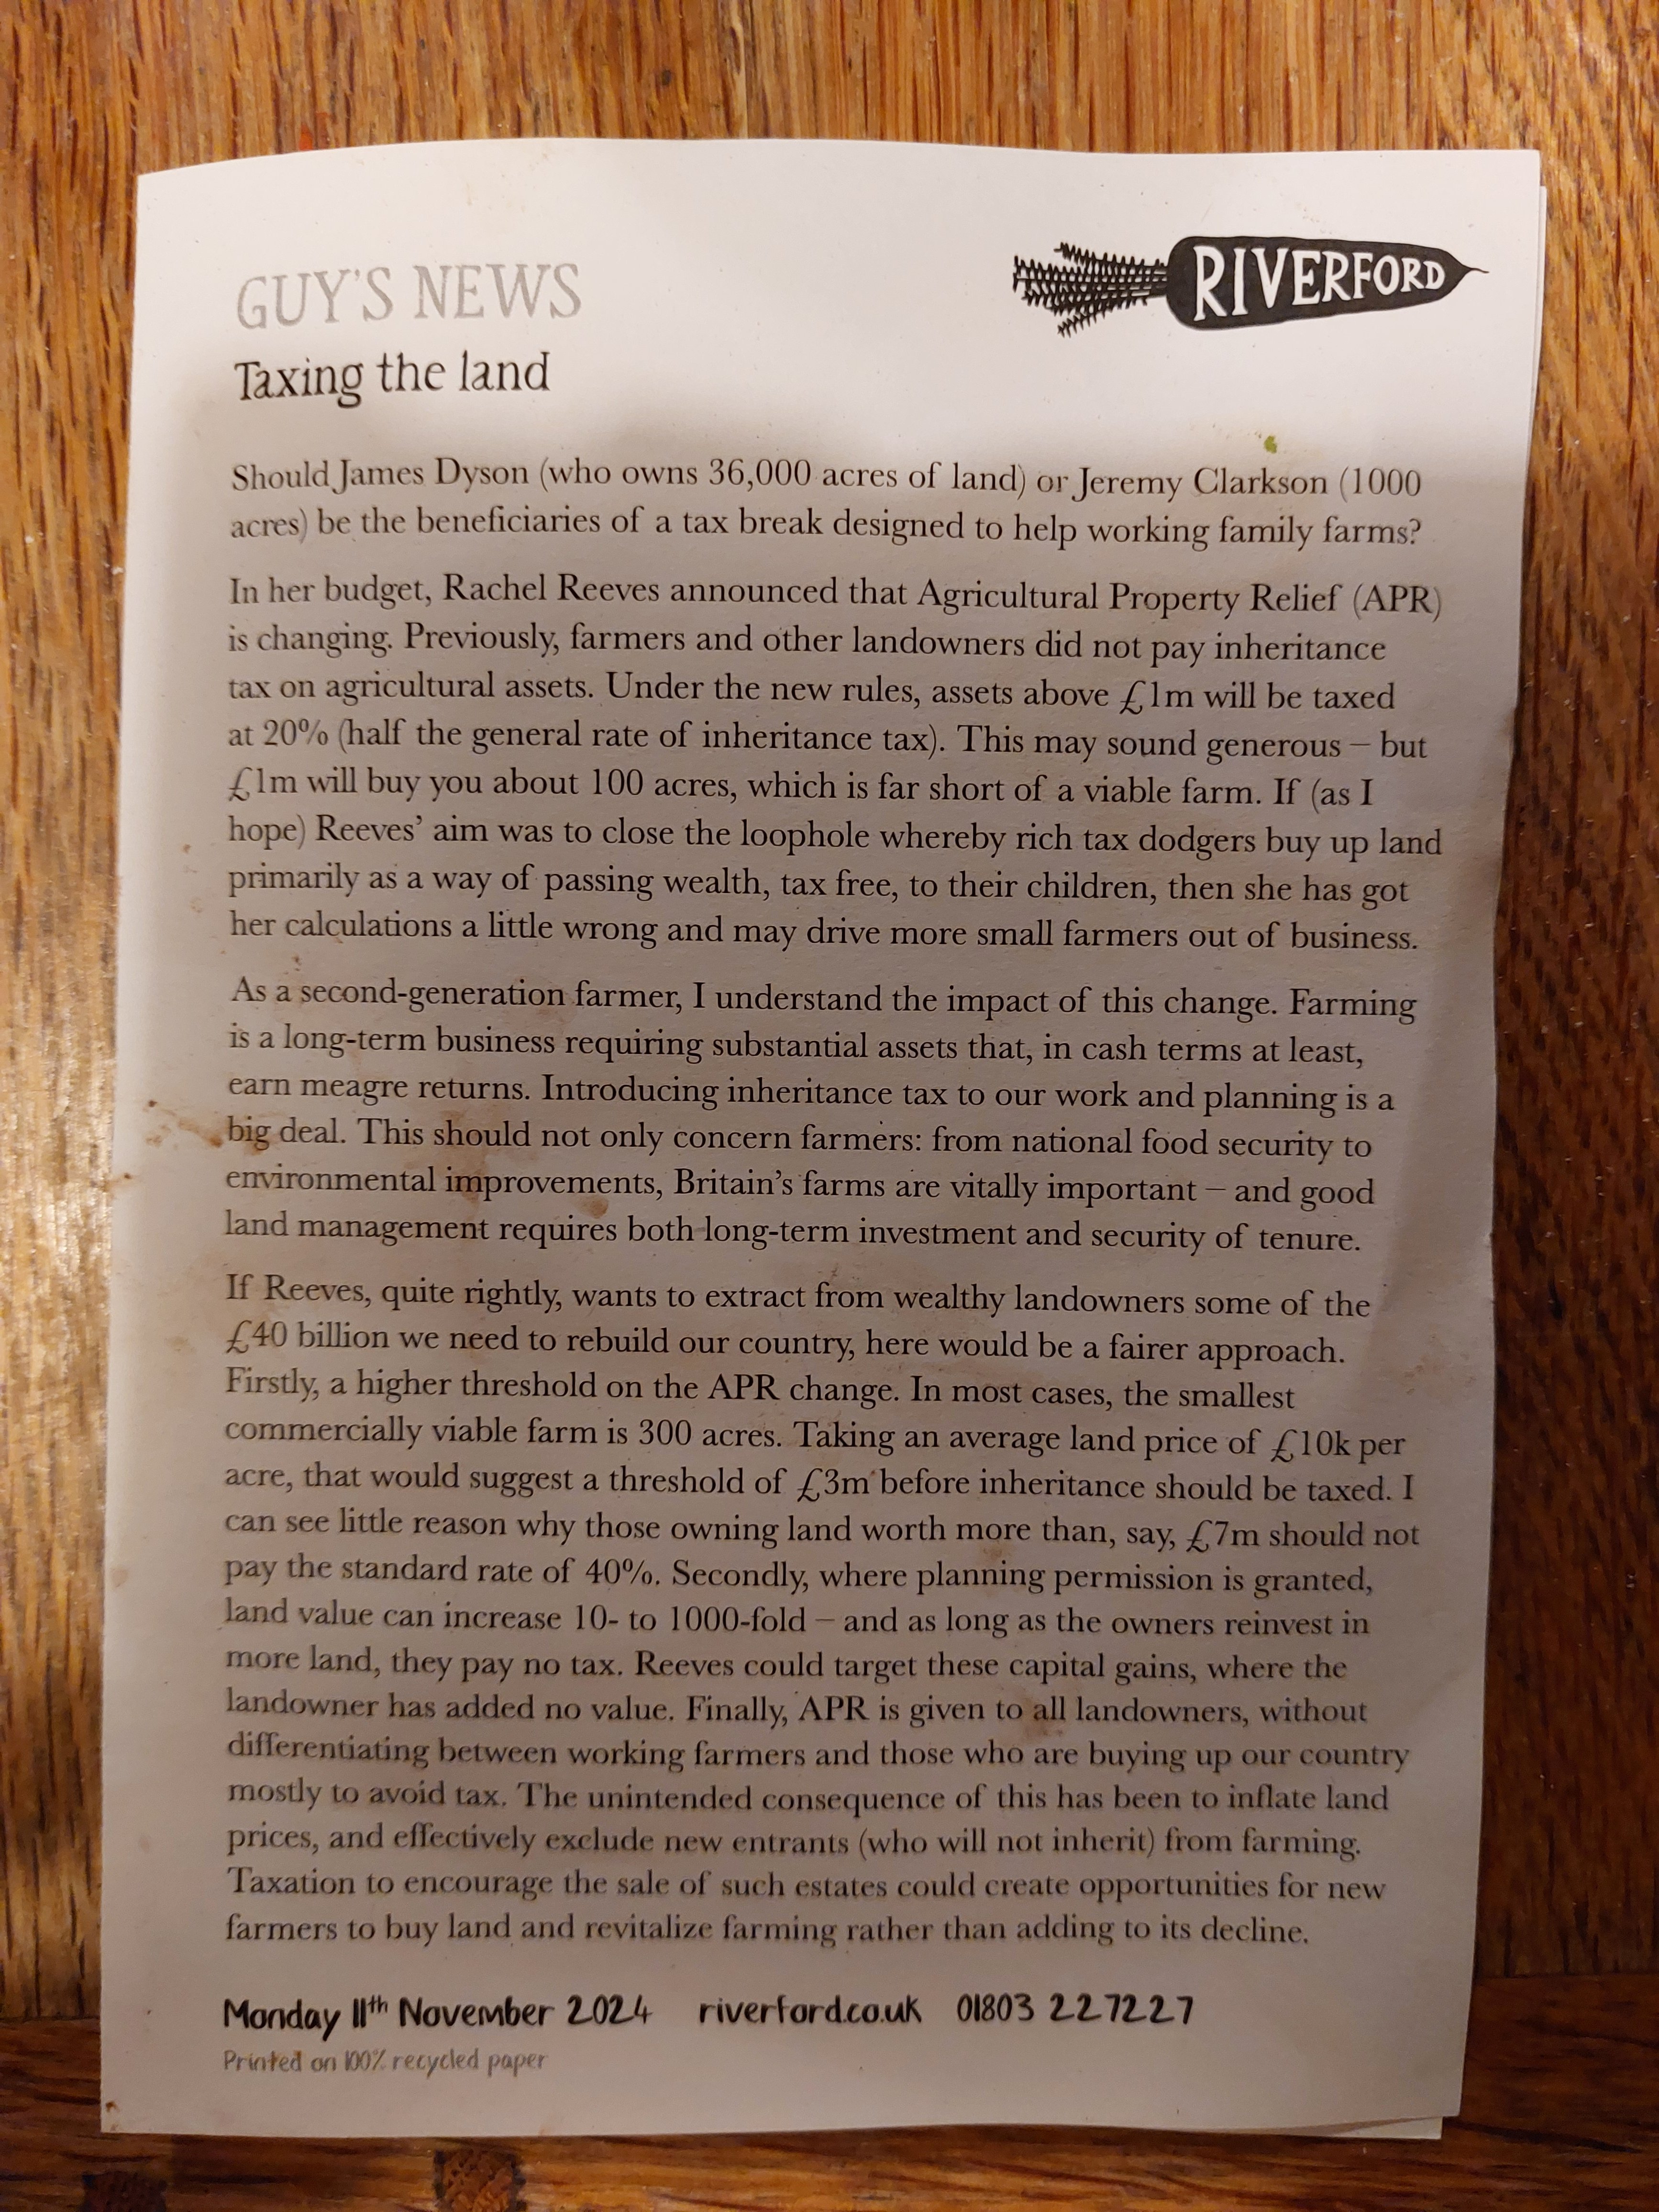 GUY'S NEWS
RIVERFORD
Taxing the land
Should James Dyson (who owns 36,000 acres of land) or Jeremy Clarkson (1000
acres) be the beneficiaries of a tax break designed to help working family farms?
In her budget, Rachel Reeves announced that Agricultural Property Relief (APR)
is changing. Previously, farmers and other landowners did not pay inheritance
tax on agricultural assets. Under the new rules, assets above £1m will be taxed
at 20% (half the general rate of inheritance tax). This may sound generous – but
£1m will buy you about 100 acres, which is far short of a viable farm. If (as I
hope) Reeves' aim was to close the loophole whereby rich tax dodgers buy up land
primarily as a way of passing wealth, tax free, to their children, then she has got
her calculations a little wrong and may drive more small farmers out of business.
As a second-generation farmer, I understand the impact of this change. Farming
is a long-term business requiring substantial assets that, in cash terms at least,
earn meagre returns. Introducing inheritance tax to our work and planning is a
big deal. This should not only concern farmers: from national food security to
environmental improvements, Britain's farms are vitally important – and good
land management requires both long-term investment and security of tenure.
If Reeves, quite rightly, wants to extract from wealthy landowners some of the
£40 billion we need to rebuild our country, here would be a fairer approach.
Firstly, a higher threshold on the APR change. In most cases, the smallest
commercially viable farm is 300 acres. Taking an average land price of £10k per
acre, that would suggest a threshold of £3m before inheritance should be taxed. I
can see little reason why those owning land worth more than, say, £7m should not
pay the standard rate of 40%. Secondly, where planning permission is granted,
land value can increase 10- to 1000-fold – and as long as the owners reinvest in
more land, they pay no tax. Reeves could target these capital gains, where the
landowner has added no value. Finally, APR is given to all landowners, without
differentiating between working farmers and those who are buying up our country
mostly to avoid tax. The unintended consequence of this has been to inflate land
prices, and effectively exclude new entrants (who will not inherit) from farming.
Taxation to encourage the sale of such estates could create opportunities for new
farmers to buy land and revitalize farming rather than adding to its decline.
Monday 11th November 2024 riverford.co.uk 01803 227227
Printed on 100% recycled paper